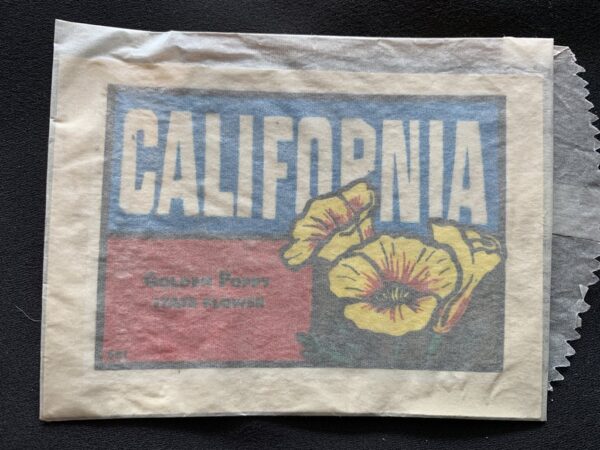 CALIFORNIA
GOLDEN POPPY
STATE FLOWER